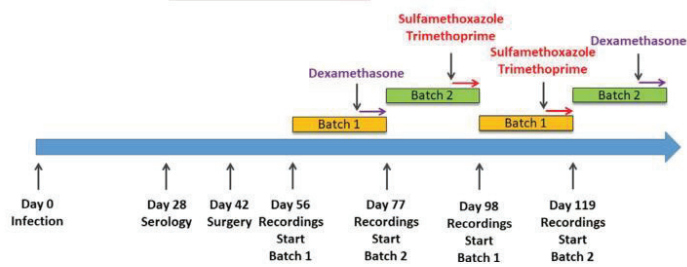 Sulfamethoxazole
Trimethoprime
Dexamethasone
Sulfamethoxazole
Trimethoprime
Dexamethasone
Batch 2
Batch 2
Batch 1
Batch 1
Day 0
Infection
Day 28
Serology
Day 42
Surgery
Day 56
Recordings
Start
Batch 1
Day 77
Recordings
Start
Batch 2
Day 98
Recordings
Start
Batch 1
Day 119
Recordings
Start
Batch 2